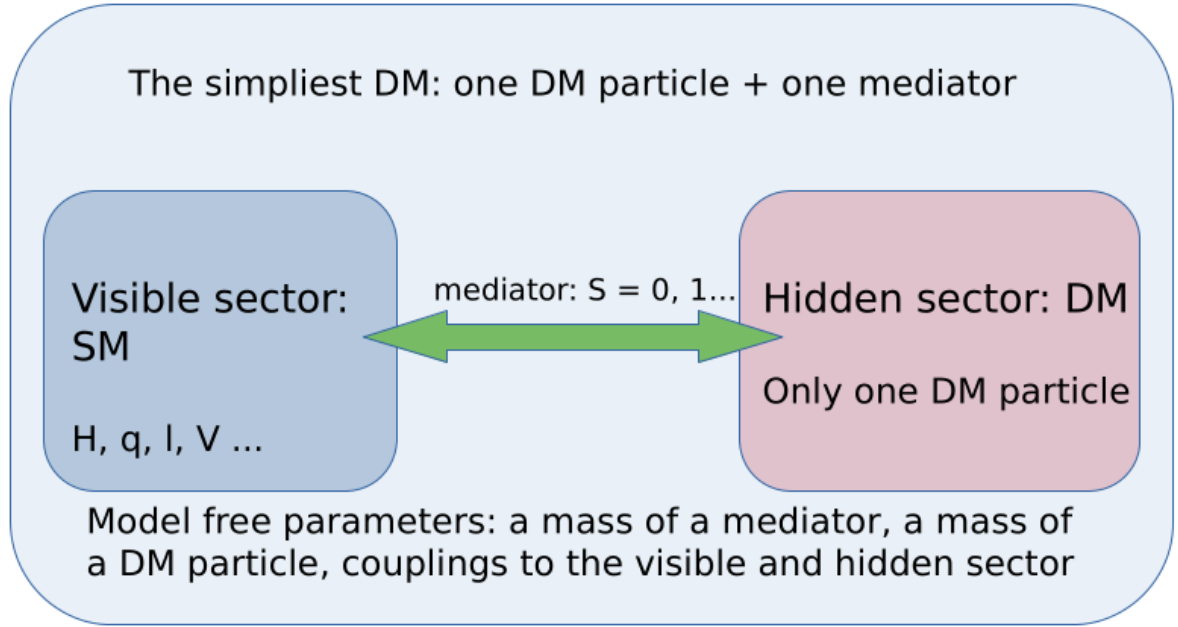 The simpliest DM: one DM particle + one mediator
mediator: S = 0, 1...
Visible sector:
SM
H, q, l, V ...
Hidden sector: DM
Only one DM particle
Model free parameters: a mass of a mediator, a mass of
a DM particle, couplings to the visible and hidden sector